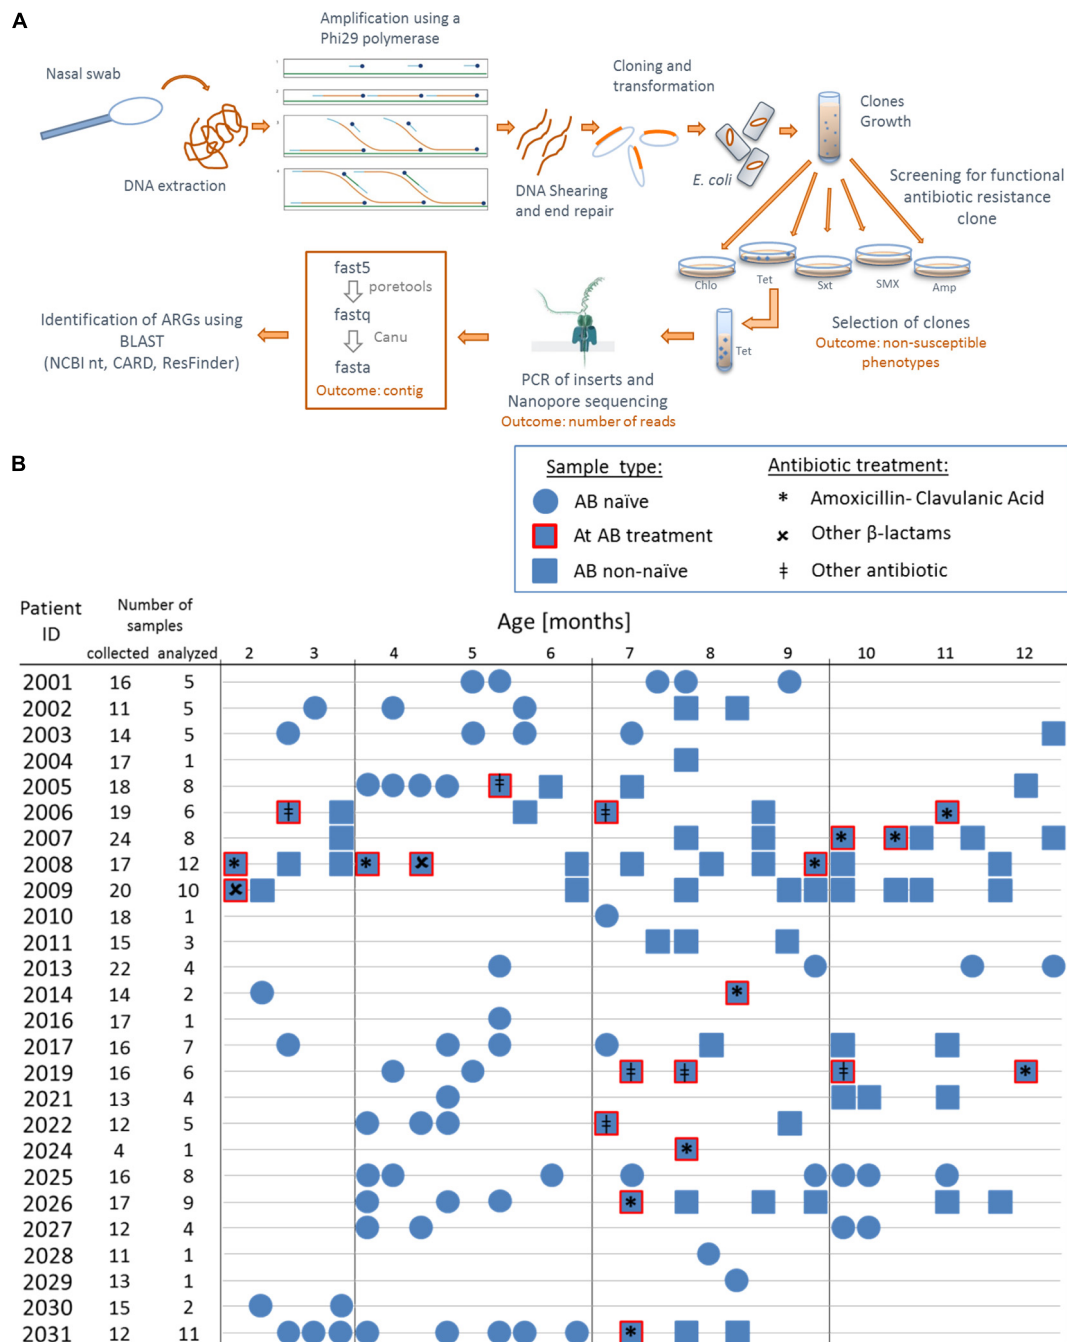 A
Amplification using a
Phi29 polymerase
Nasal swab
DNA extraction
DNA Shearing
and end repair
Cloning and
transformation
E. coli
Clones
Growth
Screening for functional
antibiotic resistance
clone
Chlo Tet Sxt SMX Amp
Selection of clones
Outcome: non-susceptible
phenotypes
Tet
PCR of inserts and
Nanopore sequencing
Outcome: number of reads
fast5
poretools
fastq
Canu
fasta
Outcome: contig
Identification of ARGs using
BLAST
(NCBI nt, CARD, ResFinder)
B
Sample type: Antibiotic treatment:
AB naïve * Amoxicillin- Clavulanic Acid
At AB treatment × Other β-lactams
AB non-naïve ‡ Other antibiotic
Patient
ID
Number of
samples
collected analyzed
Age [months]
2 3 4 5 6 7 8 9 10 11 12
2001 16 5
2002 11 5
2003 14 5
2004 17 1
2005 18 8 ‡
2006 19 6 ‡ ‡ *
2007 24 8 * *
2008 17 12 * * × *
2009 20 10 ×
2010 18 1
2011 15 3
2013 22 4
2014 14 2 *
2016 17 1
2017 16 7
2019 16 6 ‡ ‡ ‡ *
2021 13 4
2022 12 5 ‡
2024 4 1 *
2025 16 8
2026 17 9 *
2027 12 4
2028 11 1
2029 13 1
2030 15 2
2031 12 11 *